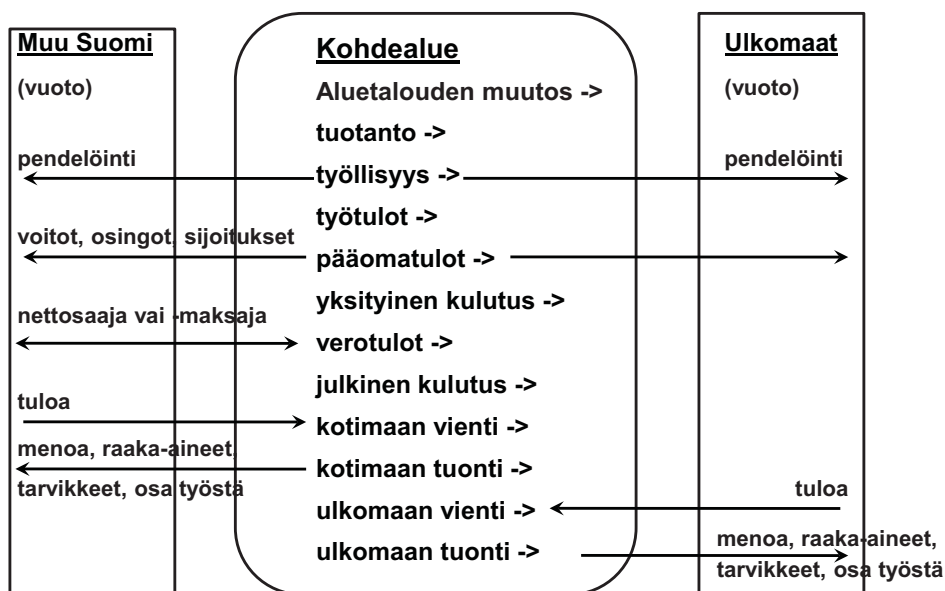 Muu Suomi
(vuoto)
pendelöinti
voitot, osingot, sijoitukset
nettosaaja vai -maksaja
tuloa
menoa, raaka-aineet,
tarvikkeet, osa työstä
Kohdealue
Aluetalouden muutos ->
tuotanto ->
työllisyys ->
työtulot ->
pääomatulot ->
yksityinen kulutus ->
verotulot ->
julkinen kulutus ->
kotimaan vienti ->
kotimaan tuonti ->
ulkomaan vienti ->
ulkomaan tuonti ->
Ulkomaat
(vuoto)
pendelöinti
tuloa
menoa, raaka-aineet,
tarvikkeet, osa työstä